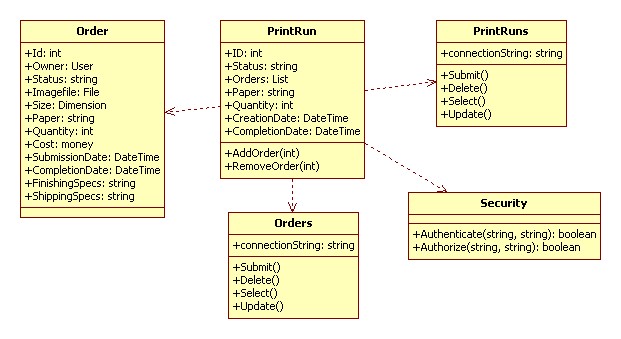 Order
+Id: int
+Owner: User
+Status: string
+Imagefile: File
+Size: Dimension
+Paper: string
+Quantity: int
+Cost: money
+SubmissionDate: DateTime
+CompletionDate: DateTime
+FinishingSpecs: string
+ShippingSpecs: string
PrintRun
+ID: int
+Status: string
+Orders: List
+Paper: string
+Quantity: int
+CreationDate: DateTime
+CompletionDate: DateTime
+AddOrder(int)
+RemoveOrder(int)
PrintRuns
+connectionString: string
+Submit()
+Delete()
+Select()
+Update()
Orders
+connectionString: string
+Submit()
+Delete()
+Select()
+Update()
Security
+Authenticate(string, string): boolean
+Authorize(string, string): boolean